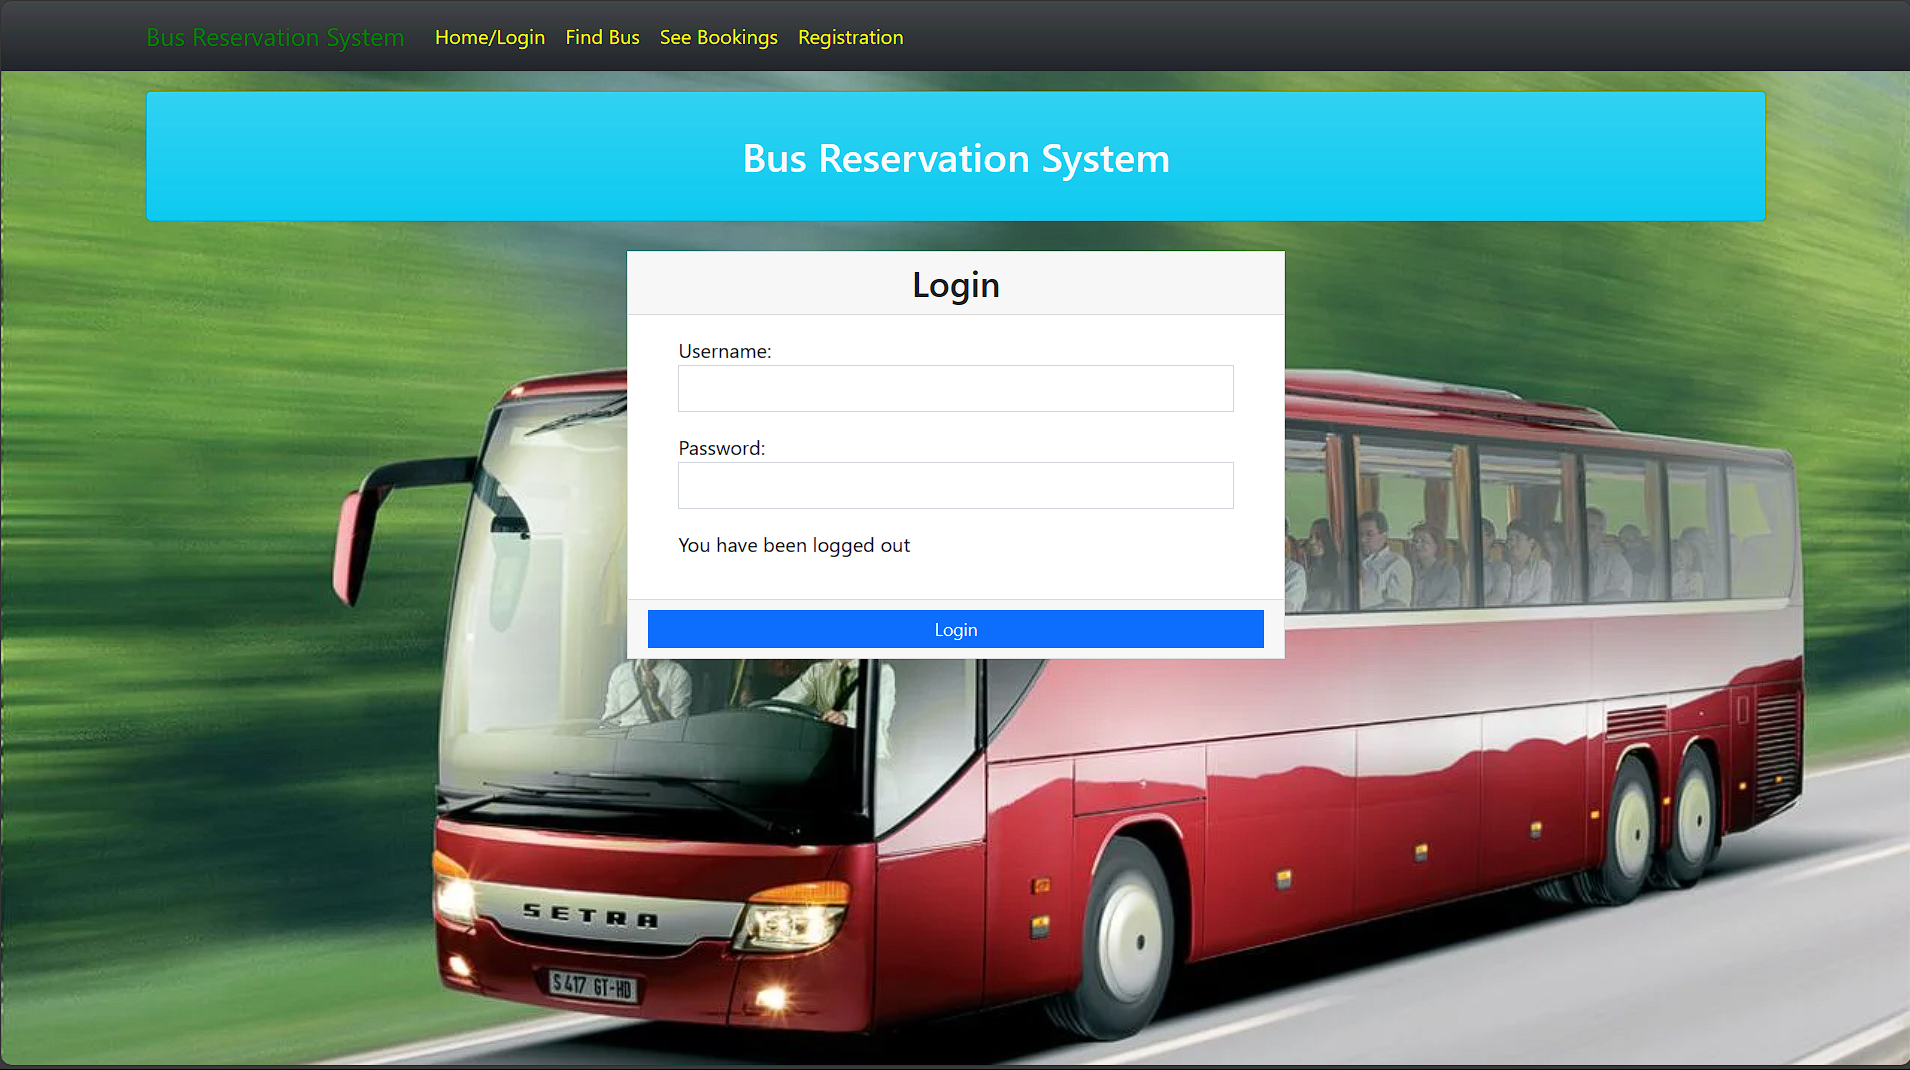 Bus Reservation System Home/Login Find Bus See Bookings Registration
Bus Reservation System
Login
Username:
Password:
You have been logged out
Login
SETRA
S 417 GT-HD